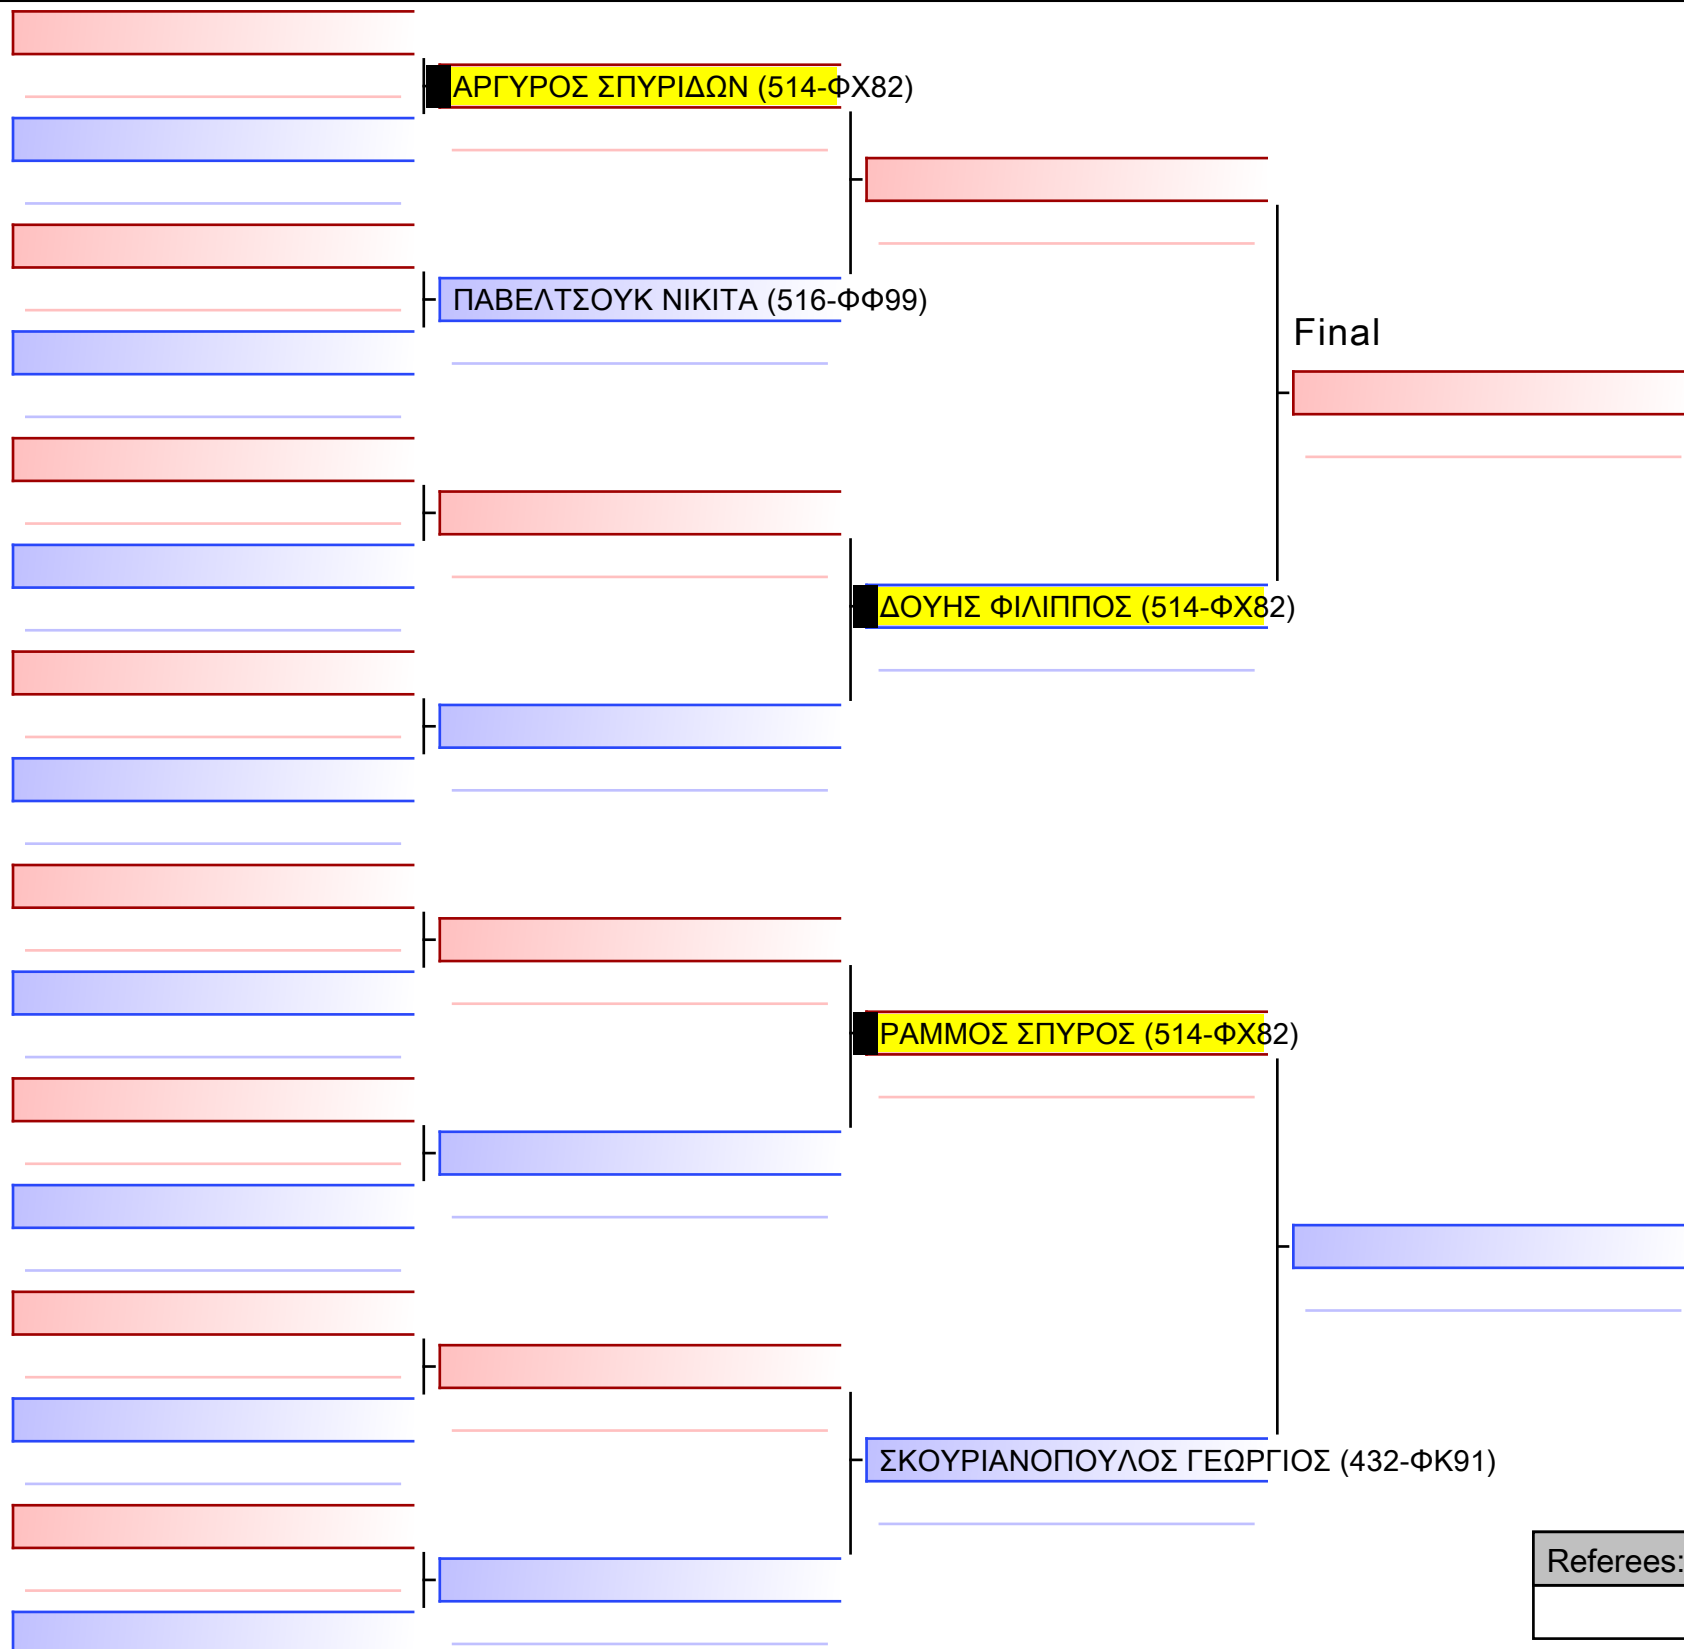 ΑΡΓΥΡΟΣ ΣΠΥΡΙΔΩΝ (514-ΦΧ82)
ΠΑΒΕΛΤΣΟΥΚ ΝΙΚΙΤΑ (516-ΦΦ99)
Final
ΔΟΥΗΣ ΦΙΛΙΠΠΟΣ (514-ΦΧ82)
ΡΑΜΜΟΣ ΣΠΥΡΟΣ (514-ΦΧ82)
ΣΚΟΥΡΙΑΝΟΠΟΥΛΟΣ ΓΕΩΡΓΙΟΣ (432-ΦΚ91)
Referees: